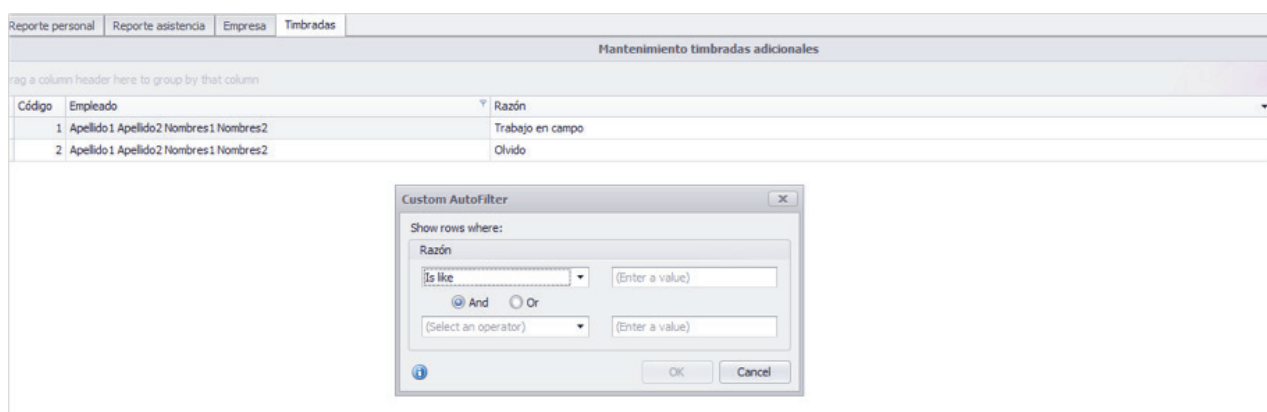 Reporte personal Reporte asistencia Empresa Timbradas
Mantenimiento timbradas adicionales
rag a column header here to group by that column
Código Empleado Razón
1 Apellido1 Apellido2 Nombres1 Nombres2 Trabajo en campo
2 Apellido1 Apellido2 Nombres1 Nombres2 Olvido
Custom AutoFilter
Show rows where:
Razón
Is like (Enter a value)
And Or
(Select an operator) (Enter a value)
OK Cancel